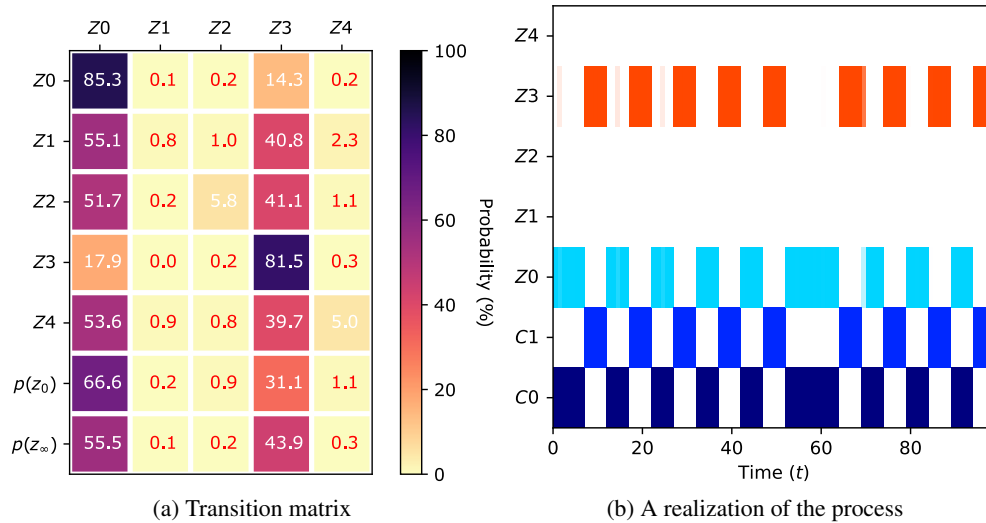 Z0 Z1 Z2 Z3 Z4
Z0 85.3 0.1 0.2 14.3 0.2
Z1 55.1 0.8 1.0 40.8 2.3
Z2 51.7 0.2 5.8 41.1 1.1
Z3 17.9 0.0 0.2 81.5 0.3
Z4 53.6 0.9 0.8 39.7 5.0
p(z₀) 66.6 0.2 0.9 31.1 1.1
p(z∞) 55.5 0.1 0.2 43.9 0.3
100
80
60
40
20
0
Probability (%)
(a) Transition matrix
Z4
Z3
Z2
Z1
Z0
C1
C0
0 20 40 60 80
Time (t)
(b) A realization of the process